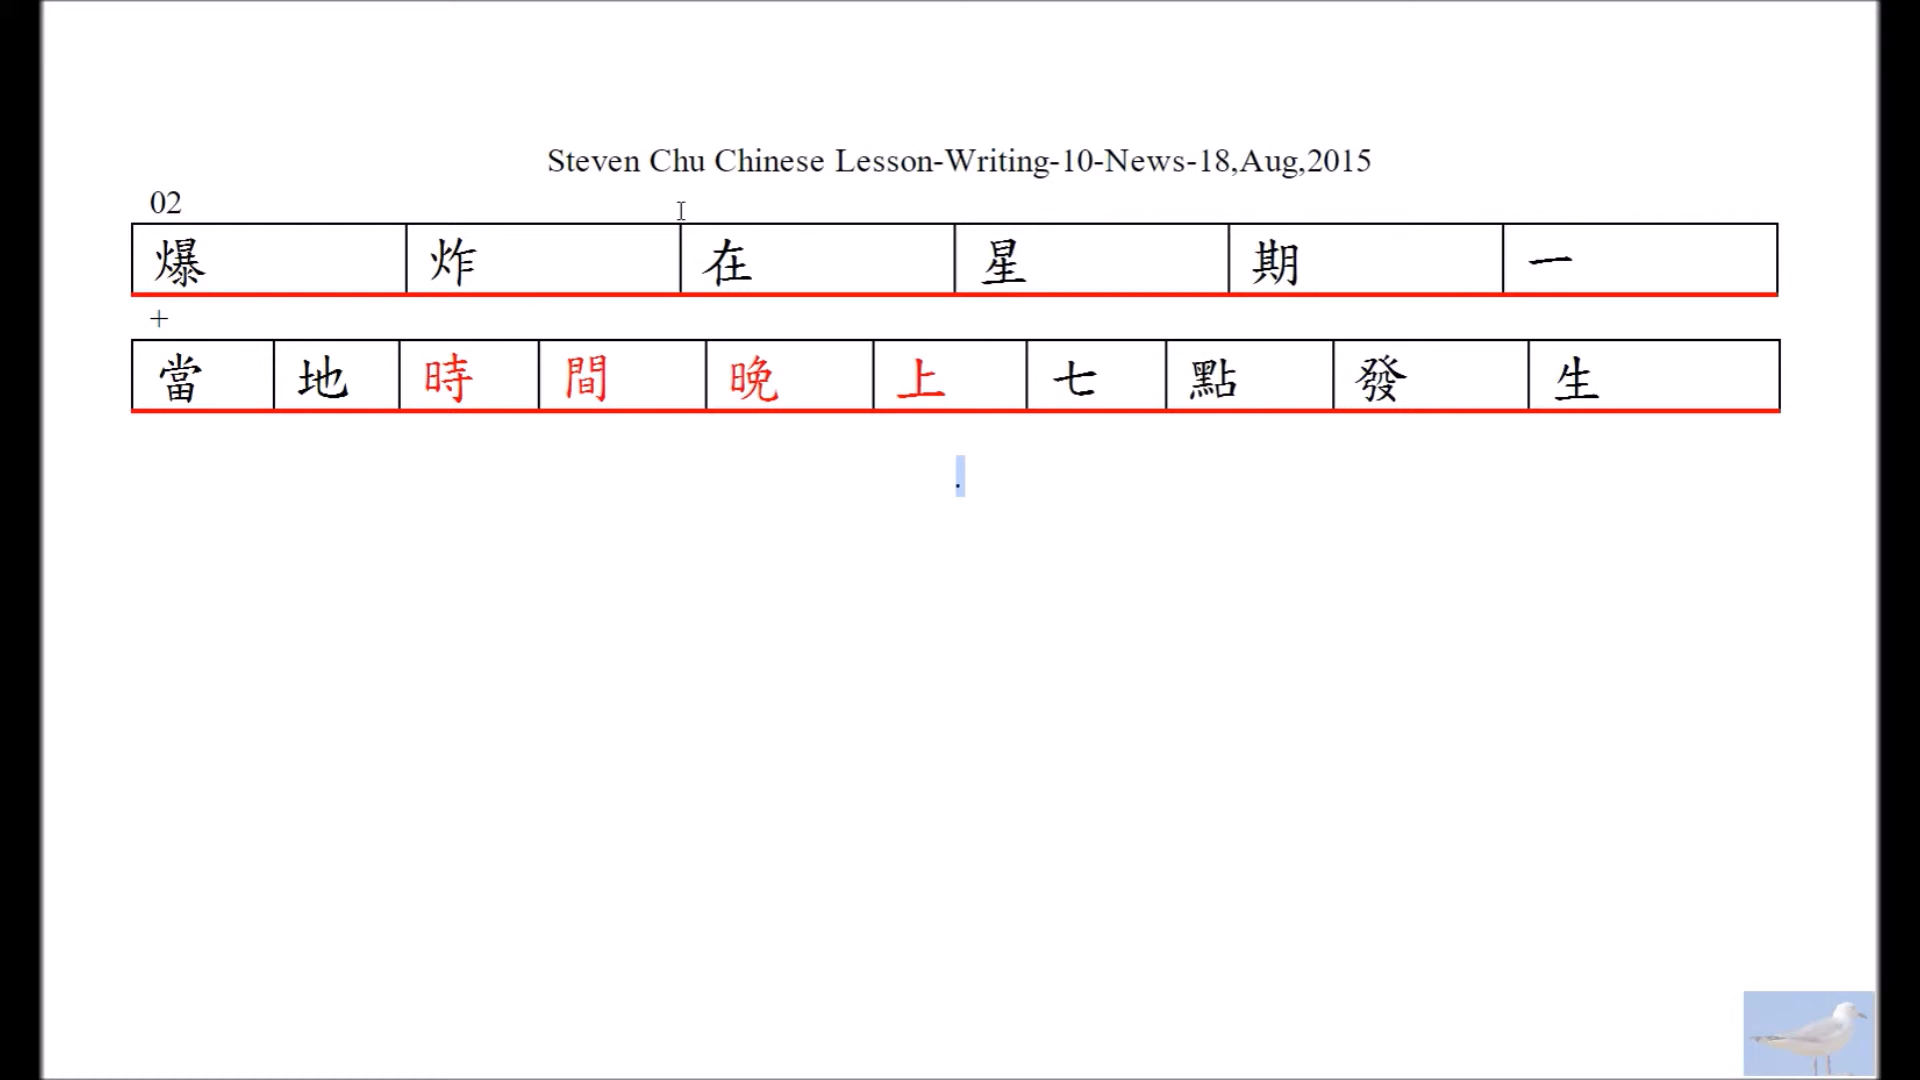 Steven Chu Chinese Lesson-Writing-10-News-18,Aug,2015
02
爆 炸 在 星 期 一
+
當 地 時 間 晚 上 七 點 發 生
.